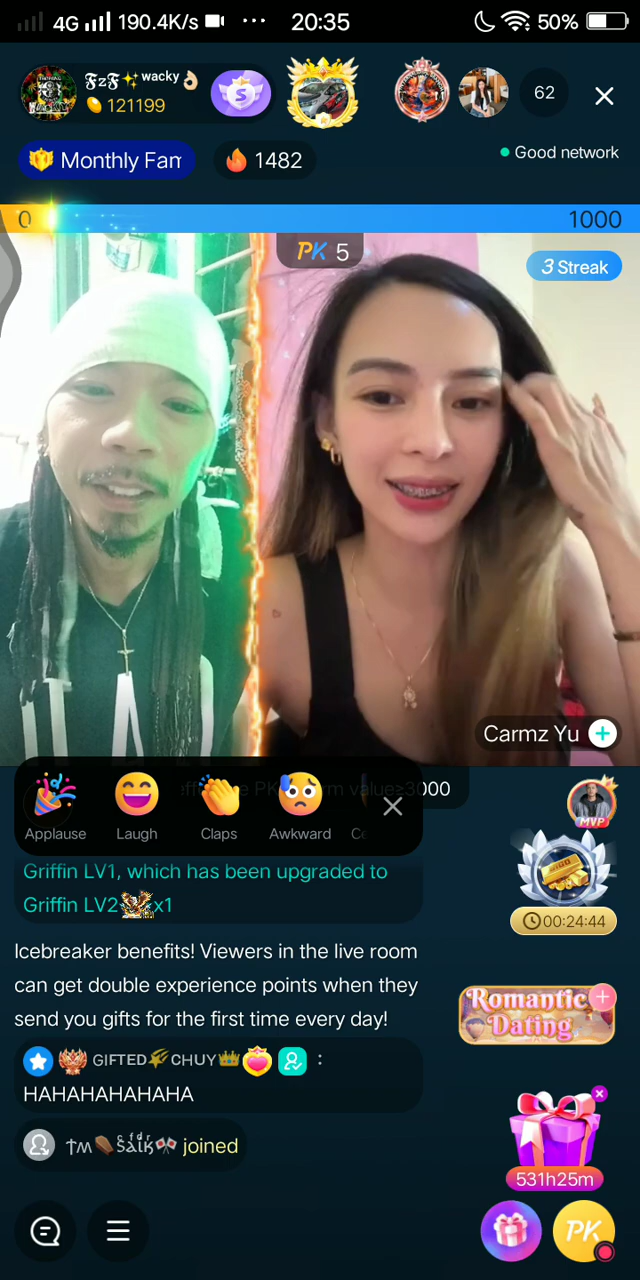 4G 190.4K/s ... 20:35 50%
𝕱𝖟𝕱✨ʷᵃᶜᵏʸ👌🏼
121199
S
62
Monthly Fam
1482
Good network
0 1000
PK 5
3 Streak
Carmz Yu
000
Applause Laugh Claps Awkward Ce
MVP
Griffin LV1, which has been upgraded to
Griffin LV2 x1
00:24:44
Icebreaker benefits! Viewers in the live room
can get double experience points when they
send you gifts for the first time every day!
Romantic
Dating
GIFTED CHUY :
HAHAHAHAHAHA
joined
531h25m
PK